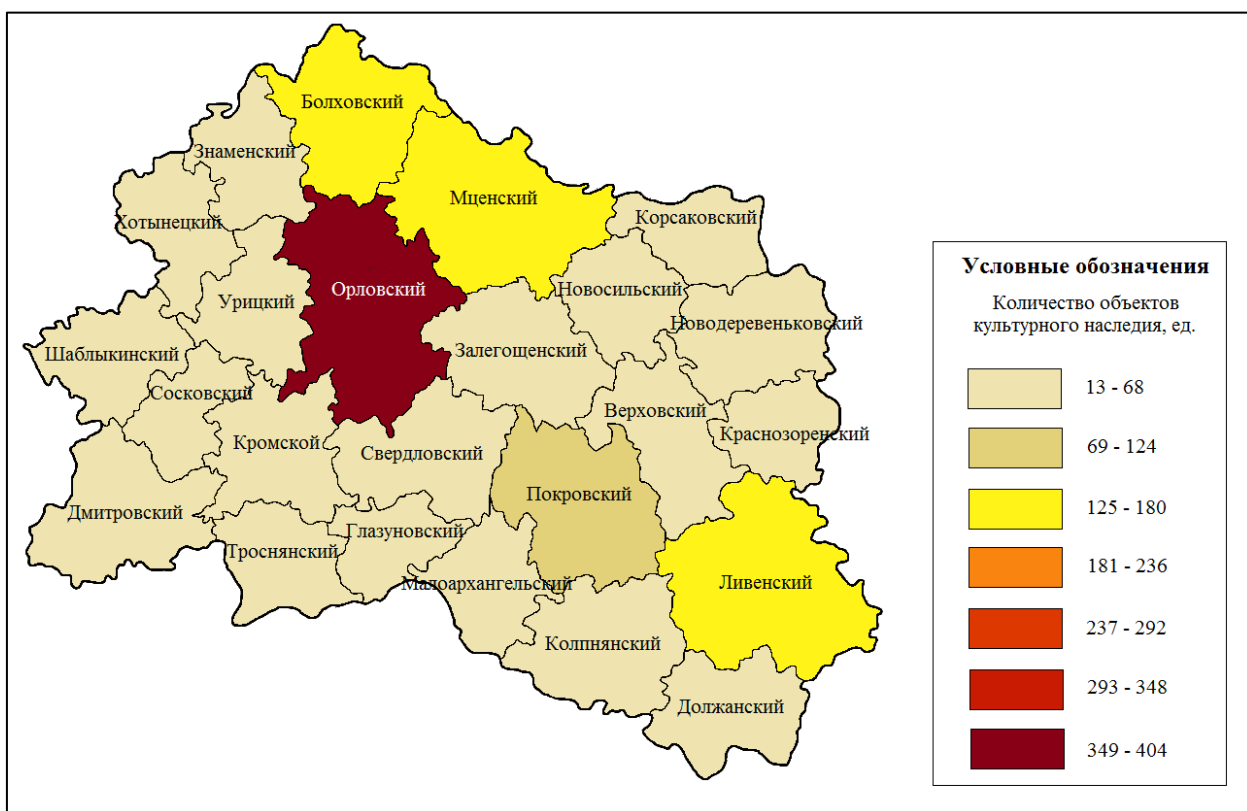 Болховский
Знаменский
Мценский
Хотынецкий
Корсаковский
Орловский
Новосильский
Урицкий
Новодеревеньковский
Залегощенский
Шаблыкинский
Сосковский
Верховский
Краснозоренский
Кромской
Свердловский
Покровский
Дмитровский
Глазуновский
Троснянский
Малоархангельский
Ливенский
Колпнянский
Должанский
Условные обозначения
Количество объектов
культурного наследия, ед.
13 - 68
69 - 124
125 - 180
181 - 236
237 - 292
293 - 348
349 - 404